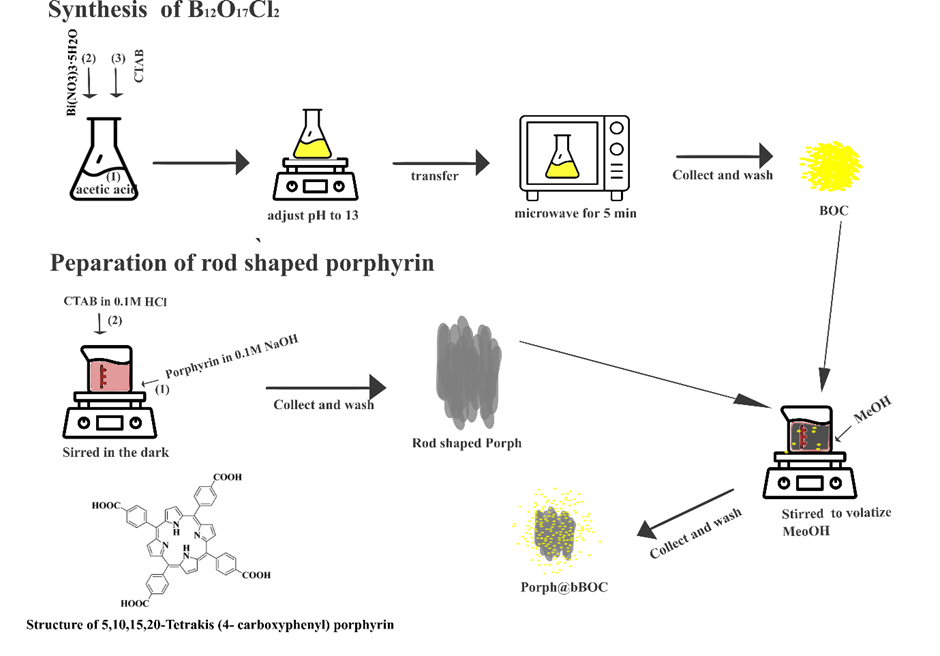 Synthesis of B₁₂O₁₇Cl₂
Bi(NO3)3·5H2O
(2)
(3)
CTAB
(1)
acetic acid
adjust pH to 13
transfer
microwave for 5 min
Collect and wash
BOC
Peparation of rod shaped porphyrin
CTAB in 0.1M HCl
(2)
Porphyrin in 0.1M NaOH
(1)
Sirred in the dark
Collect and wash
Rod shaped Porph
MeOH
Stirred to volatize
MeoOH
Collect and wash
Porph@bBOC
COOH
HOOC
N
H
N
N
H
N
COOH
HOOC
Structure of 5,10,15,20-Tetrakis (4- carboxyphenyl) porphyrin